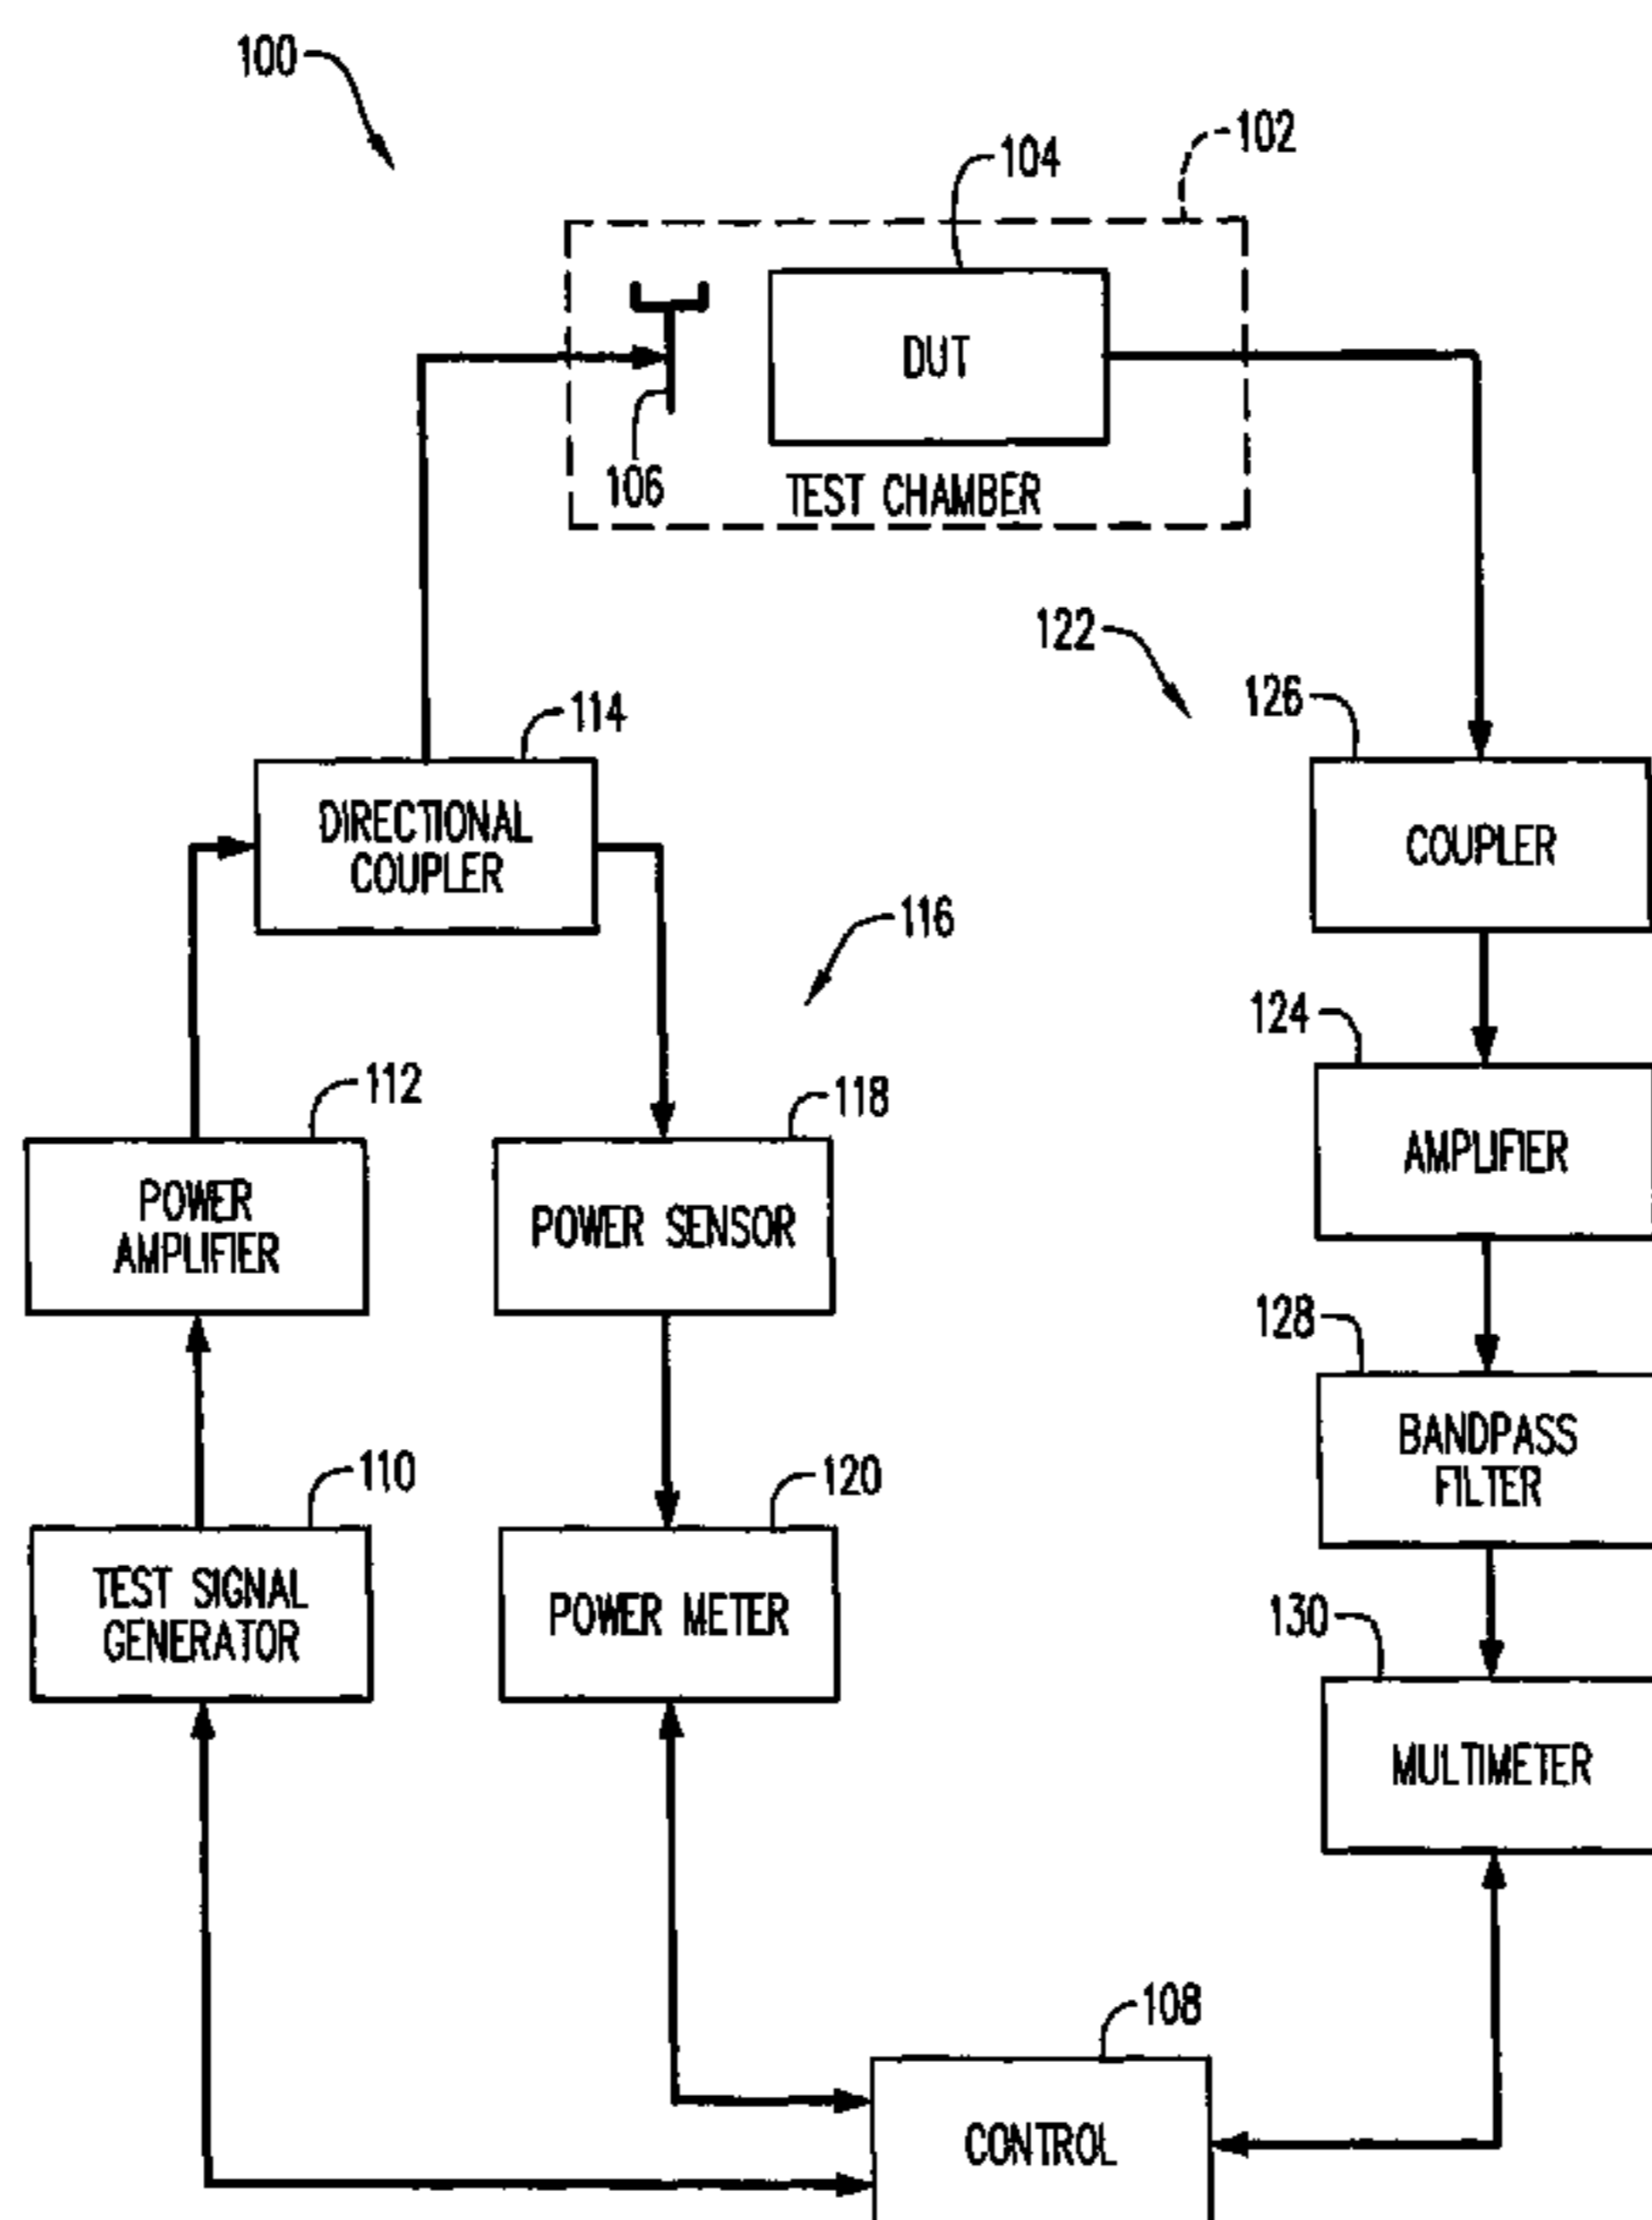 100
102
104
DUT
106
TEST CHAMBER
122
126
114
DIRECTIONAL
COUPLER
COUPLER
116
124
112
118
AMPLIFIER
POWER
AMPLIFIER
POWER SENSOR
128
BANDPASS
FILTER
110
120
TEST SIGNAL
GENERATOR
POWER METER
130
MULTIMETER
108
CONTROL